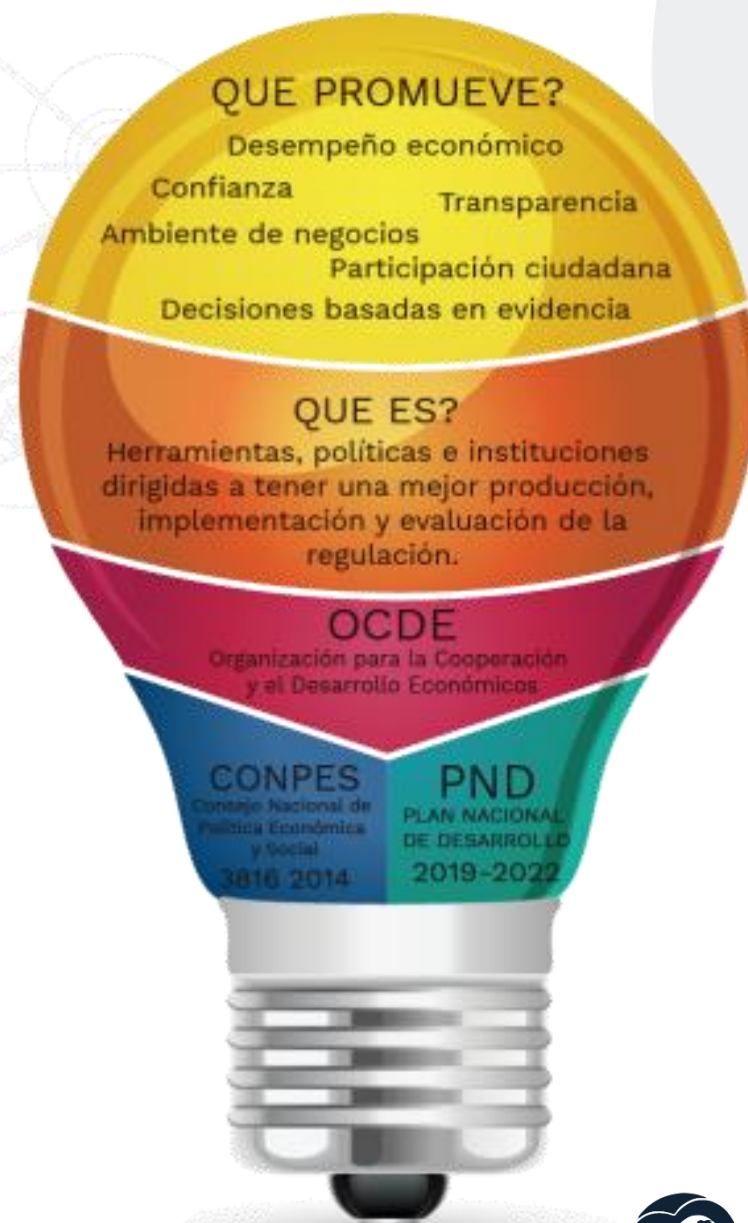 QUE PROMUEVE?
Desempeño económico
Confianza
Transparencia
Ambiente de negocios
Participación ciudadana
Decisiones basadas en evidencia
QUE ES?
Herramientas, políticas e instituciones
dirigidas a tener una mejor producción,
implementación y evaluación de la
regulación.
OCDE
Organización para la Cooperación
y el Desarrollo Económicos
CONPES
Consejo Nacional de
Política Económica
y Social
3816 2014
PND
PLAN NACIONAL
DE DESARROLLO
2019-2022